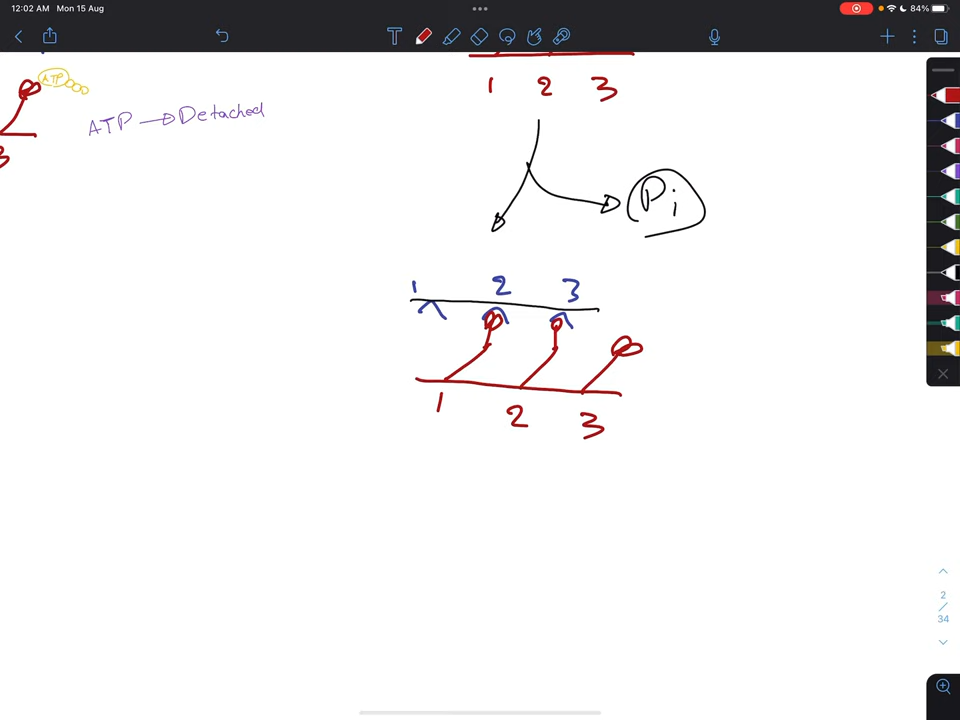 12:02 AM Mon 15 Aug
84%
T
ATP
ATP → Detached
3
1 2 3
Pi
1 2 3
1 2 3
2
/
34